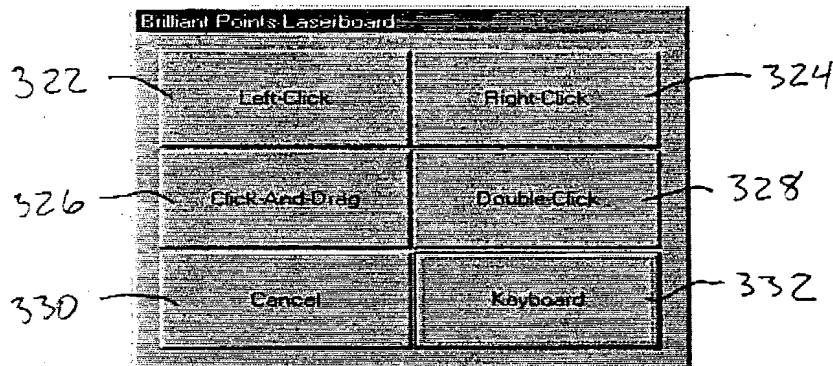 Brilliant Points Laserboard
322 Left-Click Right-Click 324
326 Click-And-Drag Double-Click 328
330 Cancel Keyboard 332